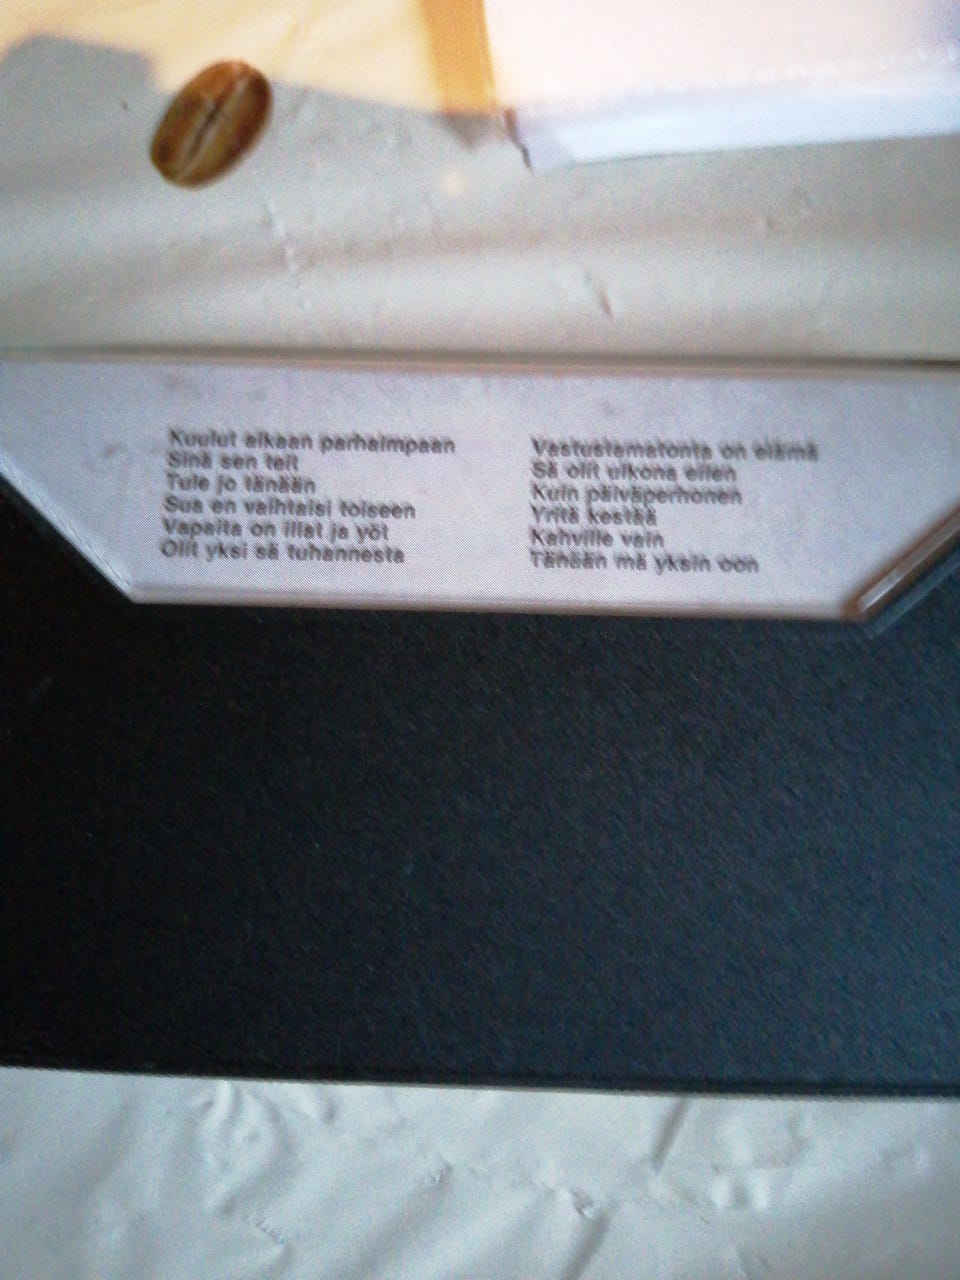 Kuulut aikaan parhaimpaan
Sinä sen teit
Tule jo tänään
Sua en vaihtaisi toiseen
Vapaita on illat ja yöt
Olit yksi sä tuhannesta
Vastustamatonta on elämä
Sä olit ulkona eilen
Kuin päiväperhonen
Yritä kestää
Kahville vain
Tänään mä yksin oon